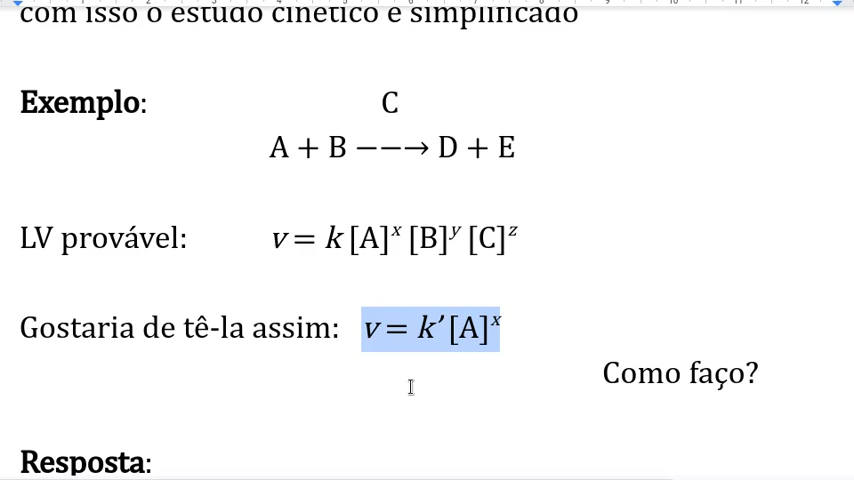 com isso o estudo cinético é simplificado
Exemplo: C
A + B −−→ D + E
LV provável: v = k [A]ˣ [B]ʸ [C]ᶻ
Gostaria de tê-la assim: v = k’ [A]ˣ
Como faço?
Resposta: